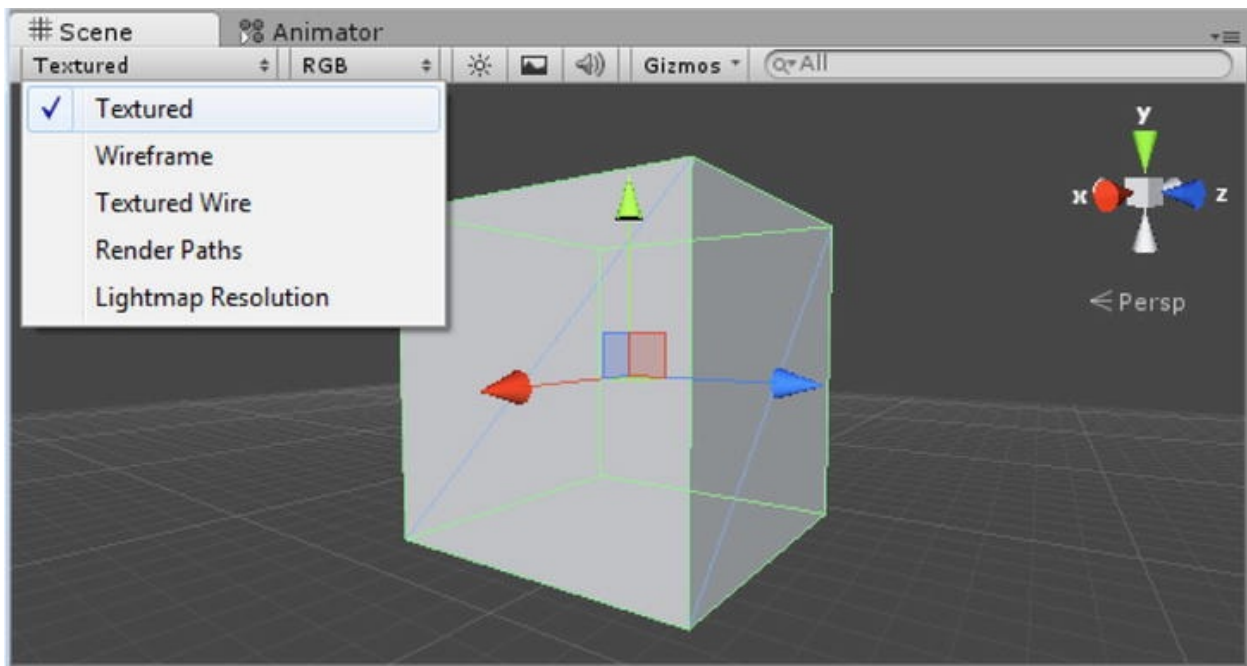 Scene Animator
Textured RGB Gizmos All
Textured
Wireframe
Textured Wire
Render Paths
Lightmap Resolution
y
x z
Persp